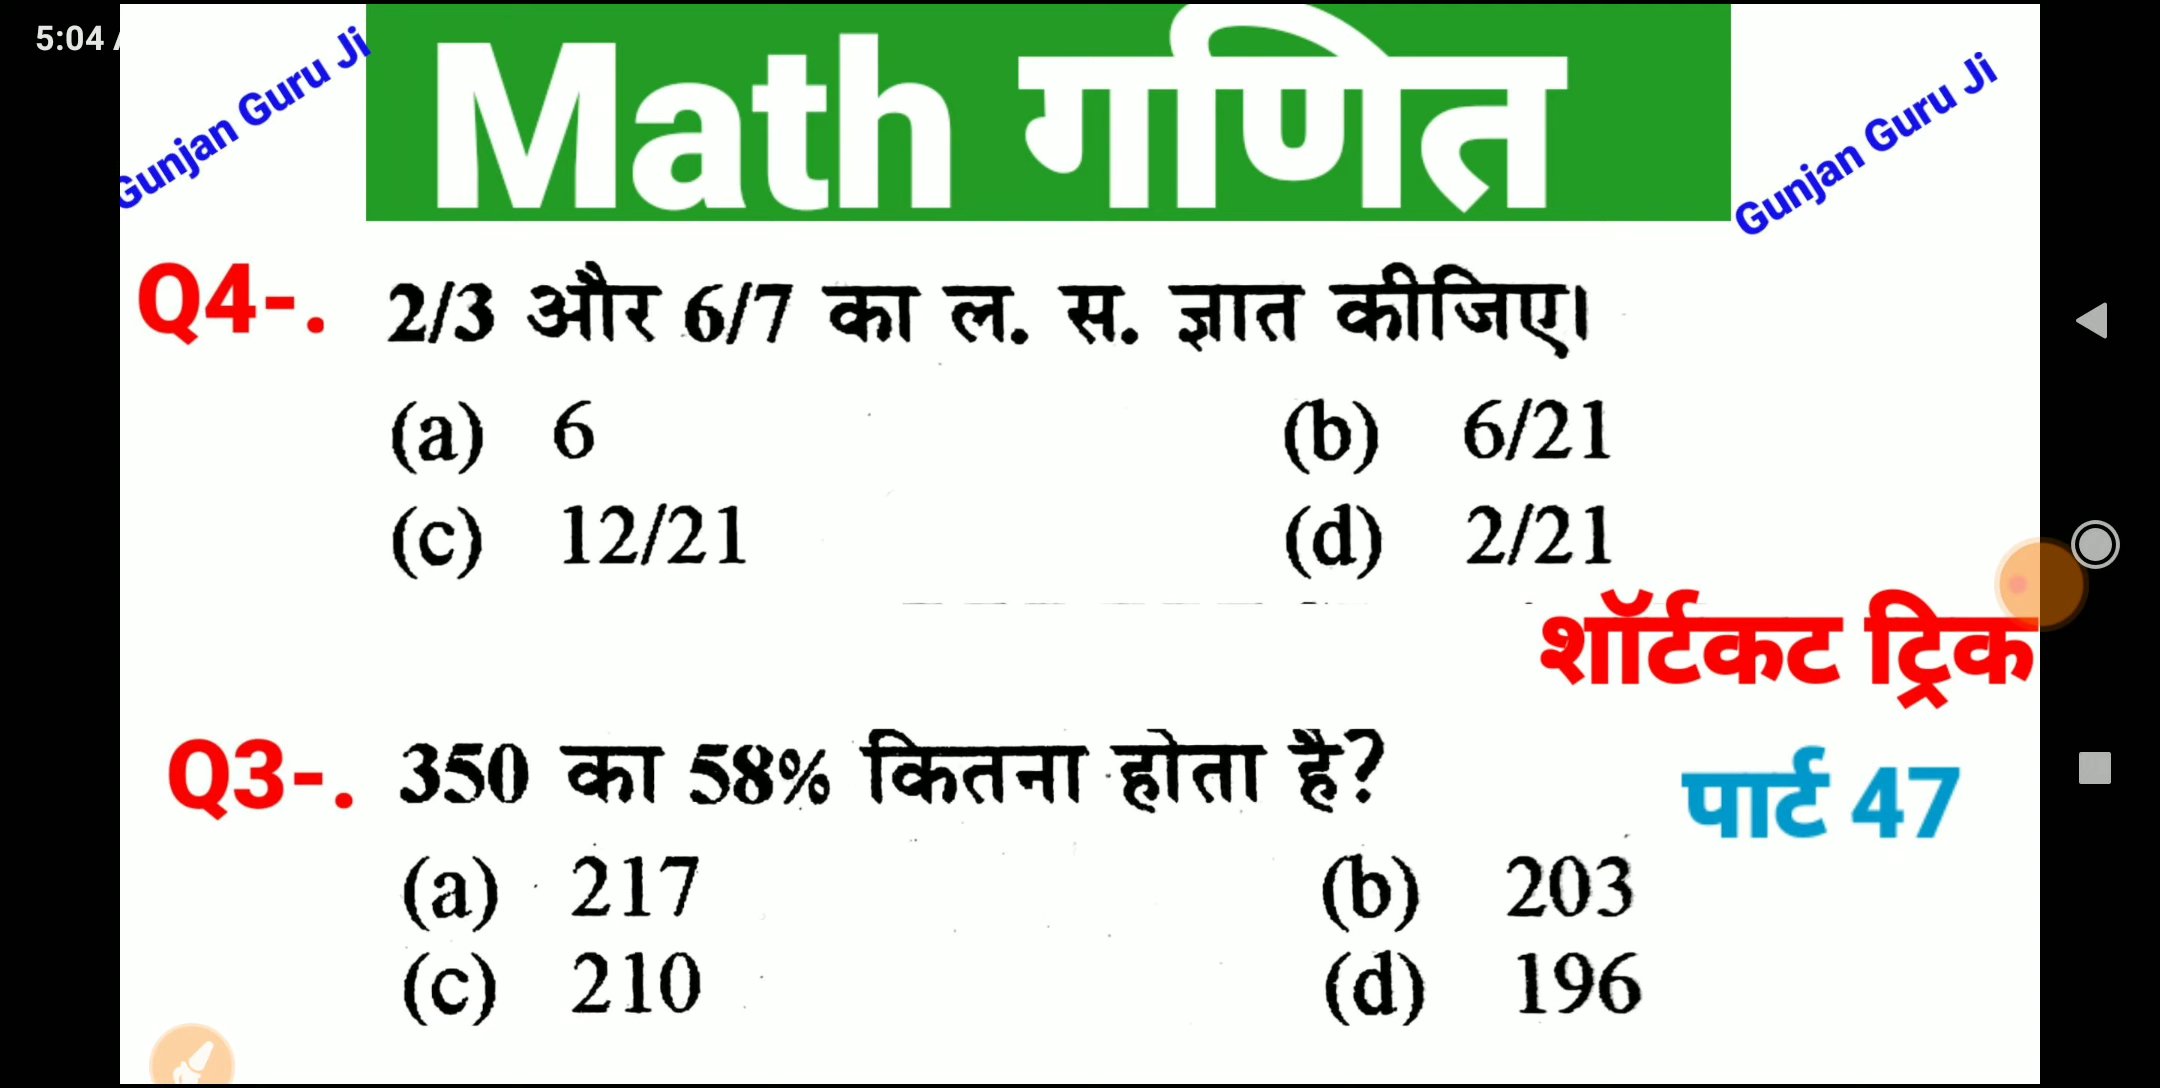 5:04
Gunjan Guru Ji
Math गणित
Gunjan Guru Ji
Q4-. 2/3 और 6/7 का ल. स. ज्ञात कीजिए।
(a) 6 (b) 6/21
(c) 12/21 (d) 2/21
शॉर्टकट ट्रिक
Q3-. 350 का 58% कितना होता है?
पार्ट 47
(a) 217 (b) 203
(c) 210 (d) 196